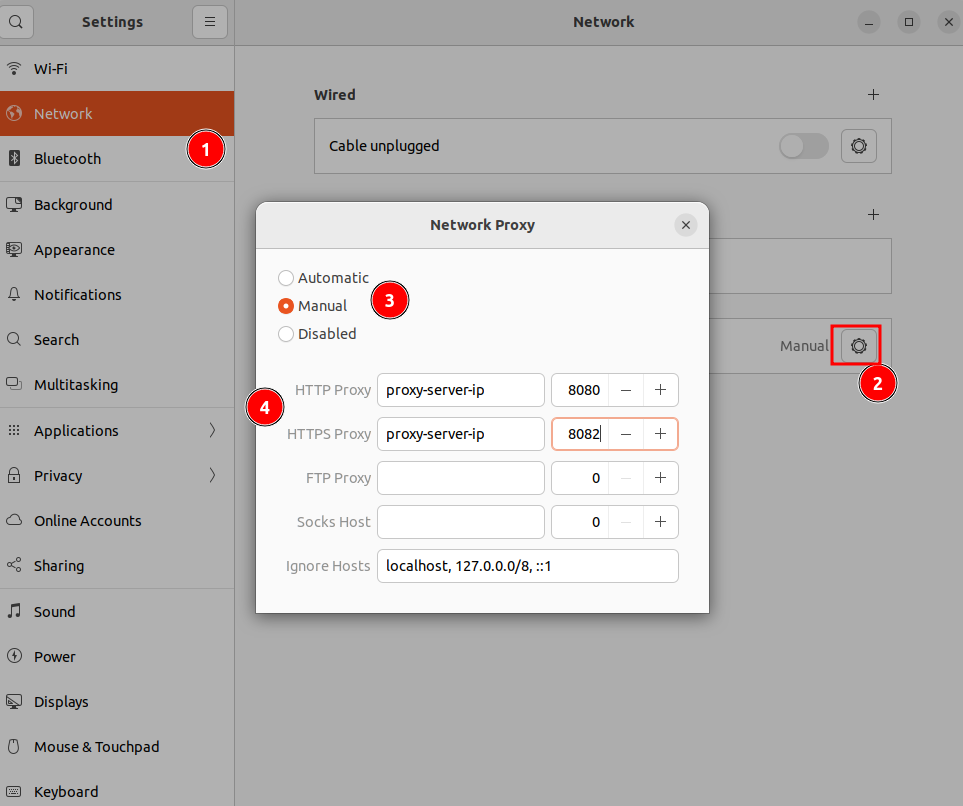 Settings
Network
Wi-Fi
Network
1
Bluetooth
Background
Appearance
Notifications
Search
Multitasking
Applications
Privacy
Online Accounts
Sharing
Sound
Power
Displays
Mouse & Touchpad
Keyboard
Wired
Cable unplugged
Manual
2
Network Proxy
Automatic
Manual
3
Disabled
4
HTTP Proxy proxy-server-ip 8080 − +
HTTPS Proxy proxy-server-ip 8082 − +
FTP Proxy 0 − +
Socks Host 0 − +
Ignore Hosts localhost, 127.0.0.0/8, ::1